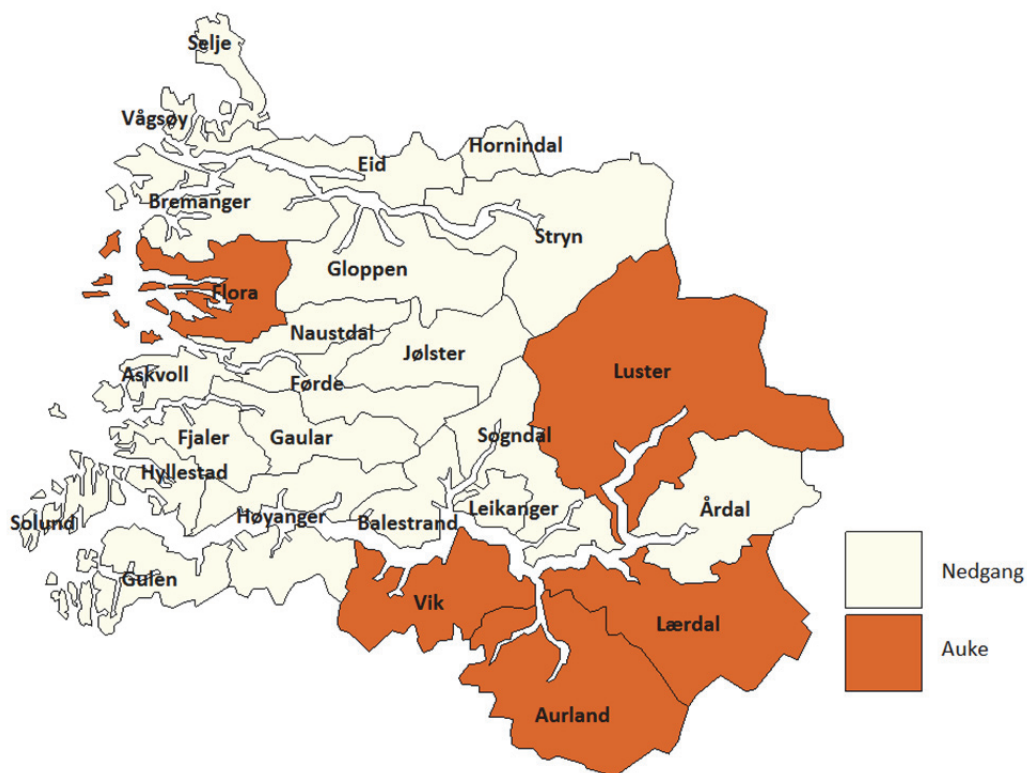 Selje
Vågsøy
Hornindal
Eid
Bremanger
Stryn
Gloppen
Flora
Naustdal
Jølster
Luster
Askvoll
Førde
Fjaler
Gaular
Søgndal
Hyllestad
Leikanger
Årdal
Solund
Høyanger
Balestrand
Gulen
Vik
Lærdal
Aurland
Nedgang
Auke